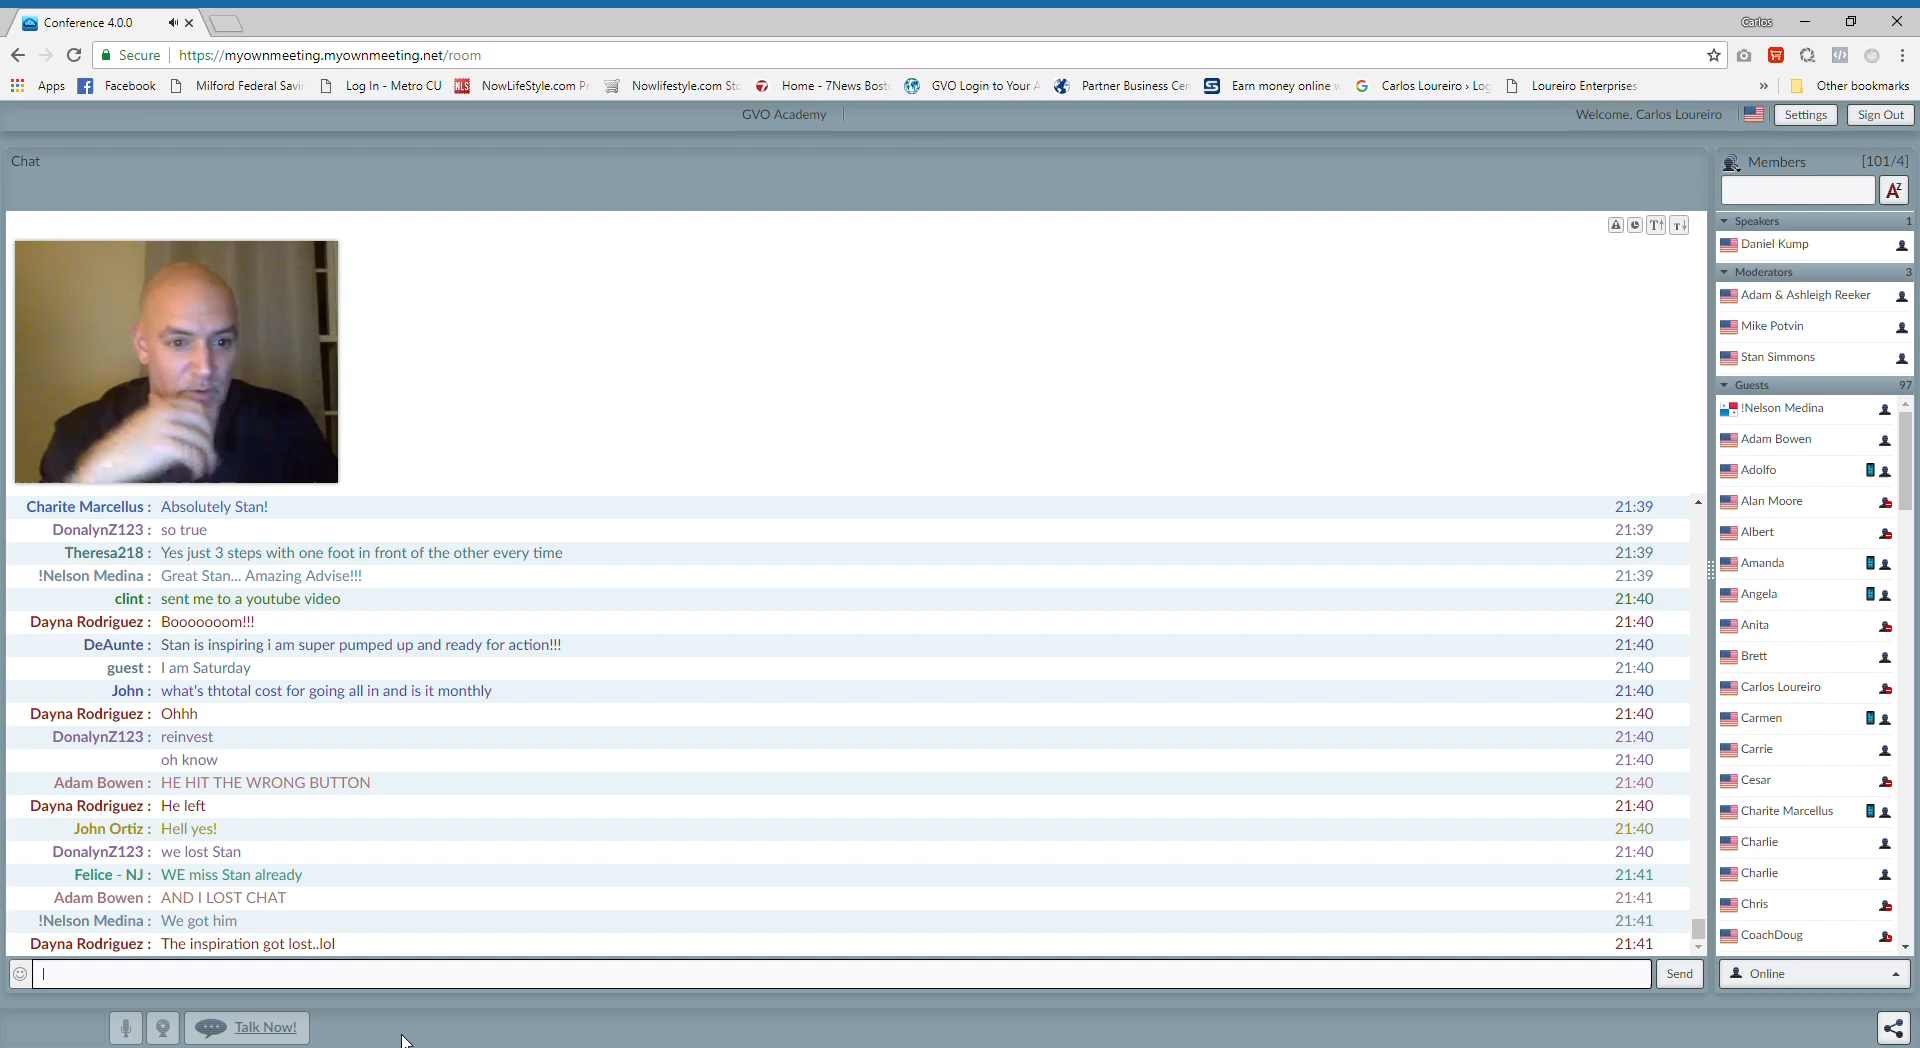 Conference 4.0.0
Carlos
Secure https://myownmeeting.myownmeeting.net/room
Apps Facebook Milford Federal Savi Log In - Metro CU NLS NowLifeStyle.com P Nowlifestyle.com Sto Home - 7News Bost GVO Login to Your A Partner Business Cen Earn money online w Carlos Loureiro › Log Loureiro Enterprises » Other bookmarks
GVO Academy
Welcome, Carlos Loureiro Settings Sign Out
Chat
Charite Marcellus : Absolutely Stan! 21:39
DonalynZ123 : so true 21:39
Theresa218 : Yes just 3 steps with one foot in front of the other every time 21:39
!Nelson Medina : Great Stan... Amazing Advise!!! 21:39
clint : sent me to a youtube video 21:40
Dayna Rodriguez : Booooooom!!! 21:40
DeAunte : Stan is inspiring i am super pumped up and ready for action!!! 21:40
guest : I am Saturday 21:40
John : what's thtotal cost for going all in and is it monthly 21:40
Dayna Rodriguez : Ohhh 21:40
DonalynZ123 : reinvest 21:40
oh know 21:40
Adam Bowen : HE HIT THE WRONG BUTTON 21:40
Dayna Rodriguez : He left 21:40
John Ortiz : Hell yes! 21:40
DonalynZ123 : we lost Stan 21:40
Felice - NJ : WE miss Stan already 21:41
Adam Bowen : AND I LOST CHAT 21:41
!Nelson Medina : We got him 21:41
Dayna Rodriguez : The inspiration got lost..lol 21:41
Send
Talk Now!
Members [101/4]
Speakers 1
Daniel Kump
Moderators 3
Adam & Ashleigh Reeker
Mike Potvin
Stan Simmons
Guests 97
!Nelson Medina
Adam Bowen
Adolfo
Alan Moore
Albert
Amanda
Angela
Anita
Brett
Carlos Loureiro
Carmen
Carrie
Cesar
Charite Marcellus
Charlie
Charlie
Chris
CoachDoug
Online